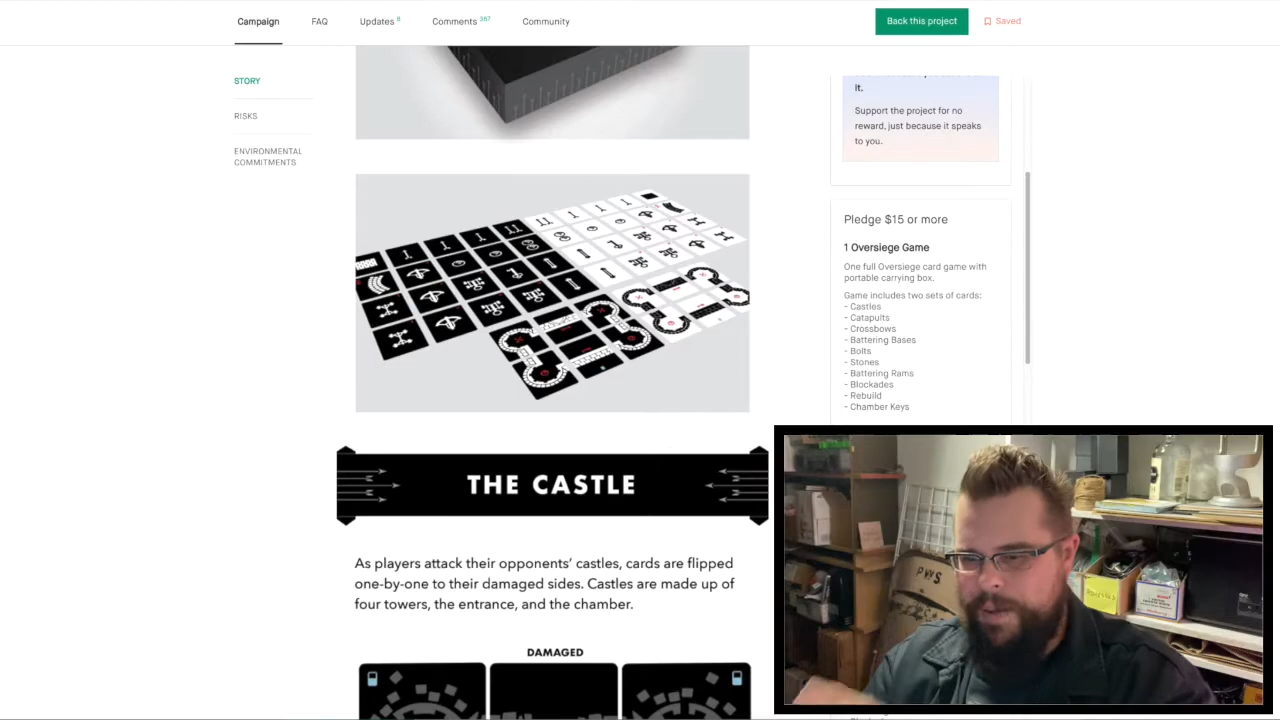 Campaign
FAQ
Updates 8
Comments 387
Community
Back this project
Saved
STORY
RISKS
ENVIRONMENTAL
COMMITMENTS
it.
Support the project for no
reward, just because it speaks
to you.
Pledge $15 or more
1 Oversiege Game
One full Oversiege card game with
portable carrying box.
Game includes two sets of cards:
- Castles
- Catapults
- Crossbows
- Battering Bases
- Bolts
- Stones
- Battering Rams
- Blockades
- Rebuild
- Chamber Keys
THE CASTLE
As players attack their opponents' castles, cards are flipped
one-by-one to their damaged sides. Castles are made up of
four towers, the entrance, and the chamber.
DAMAGED
PWS